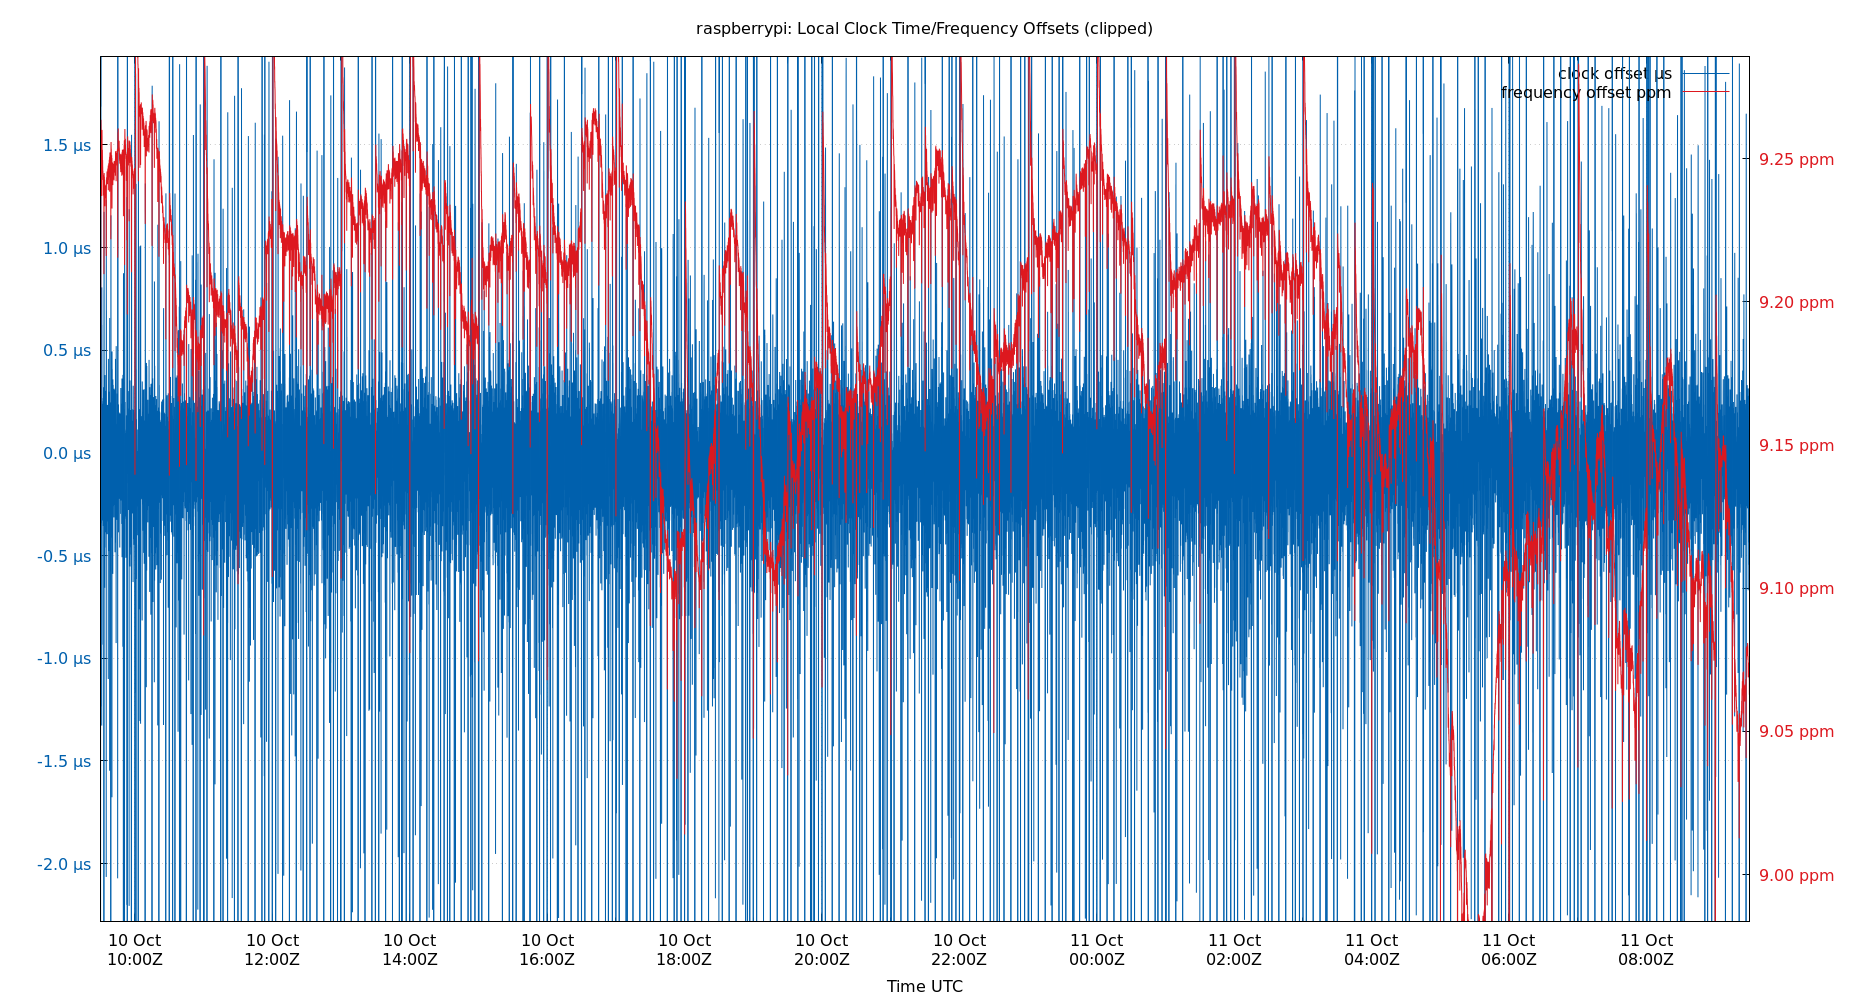 raspberrypi: Local Clock Time/Frequency Offsets (clipped)
clock offset µs
frequency offset ppm
1.5 µs
1.0 µs
0.5 µs
0.0 µs
-0.5 µs
-1.0 µs
-1.5 µs
-2.0 µs
9.25 ppm
9.20 ppm
9.15 ppm
9.10 ppm
9.05 ppm
9.00 ppm
10 Oct 10 Oct 10 Oct 10 Oct 10 Oct 10 Oct 10 Oct 11 Oct 11 Oct 11 Oct 11 Oct 11 Oct
10:00Z 12:00Z 14:00Z 16:00Z 18:00Z 20:00Z 22:00Z 00:00Z 02:00Z 04:00Z 06:00Z 08:00Z
Time UTC